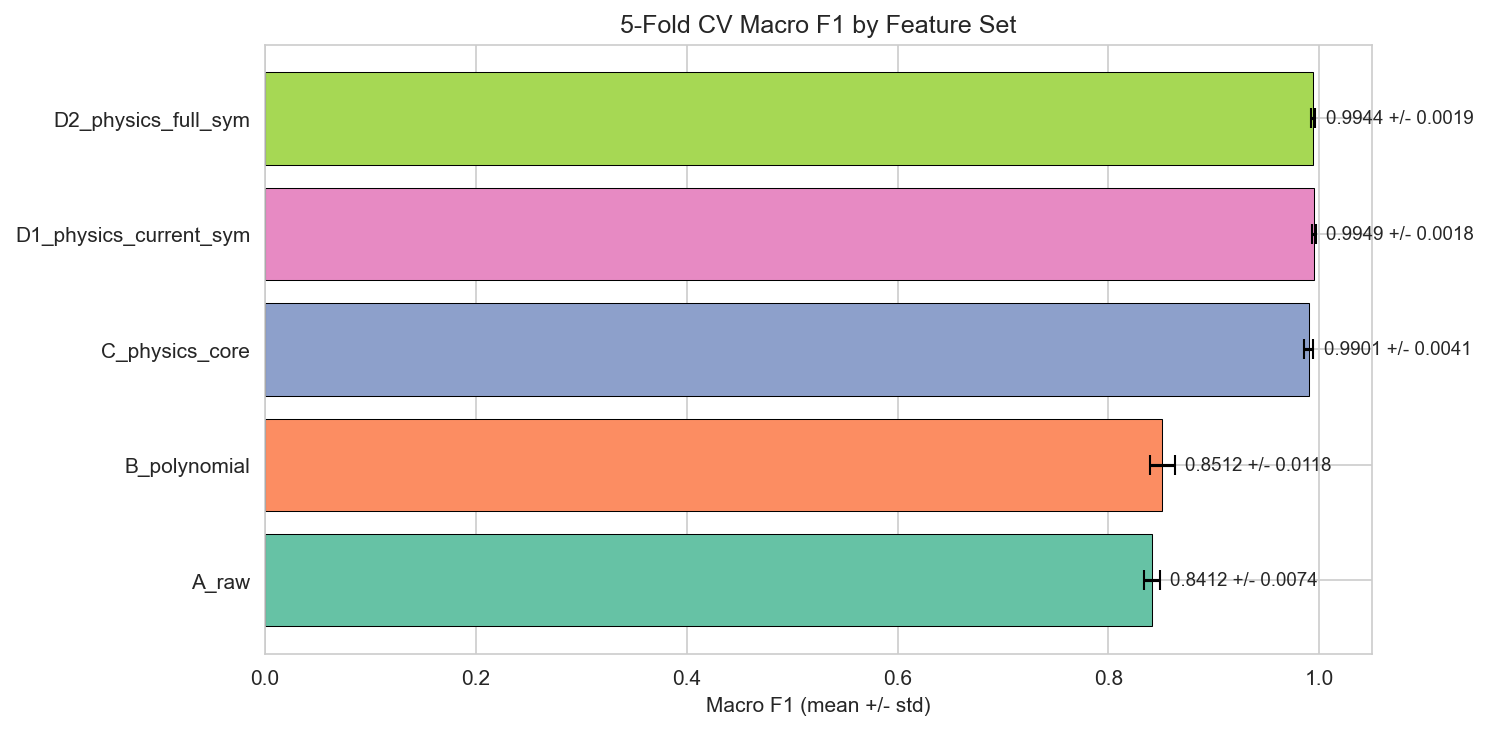 5-Fold CV Macro F1 by Feature Set
D2_physics_full_sym
0.9944 +/- 0.0019
D1_physics_current_sym
0.9949 +/- 0.0018
C_physics_core
0.9901 +/- 0.0041
B_polynomial
0.8512 +/- 0.0118
A_raw
0.8412 +/- 0.0074
0.0 0.2 0.4 0.6 0.8 1.0
Macro F1 (mean +/- std)